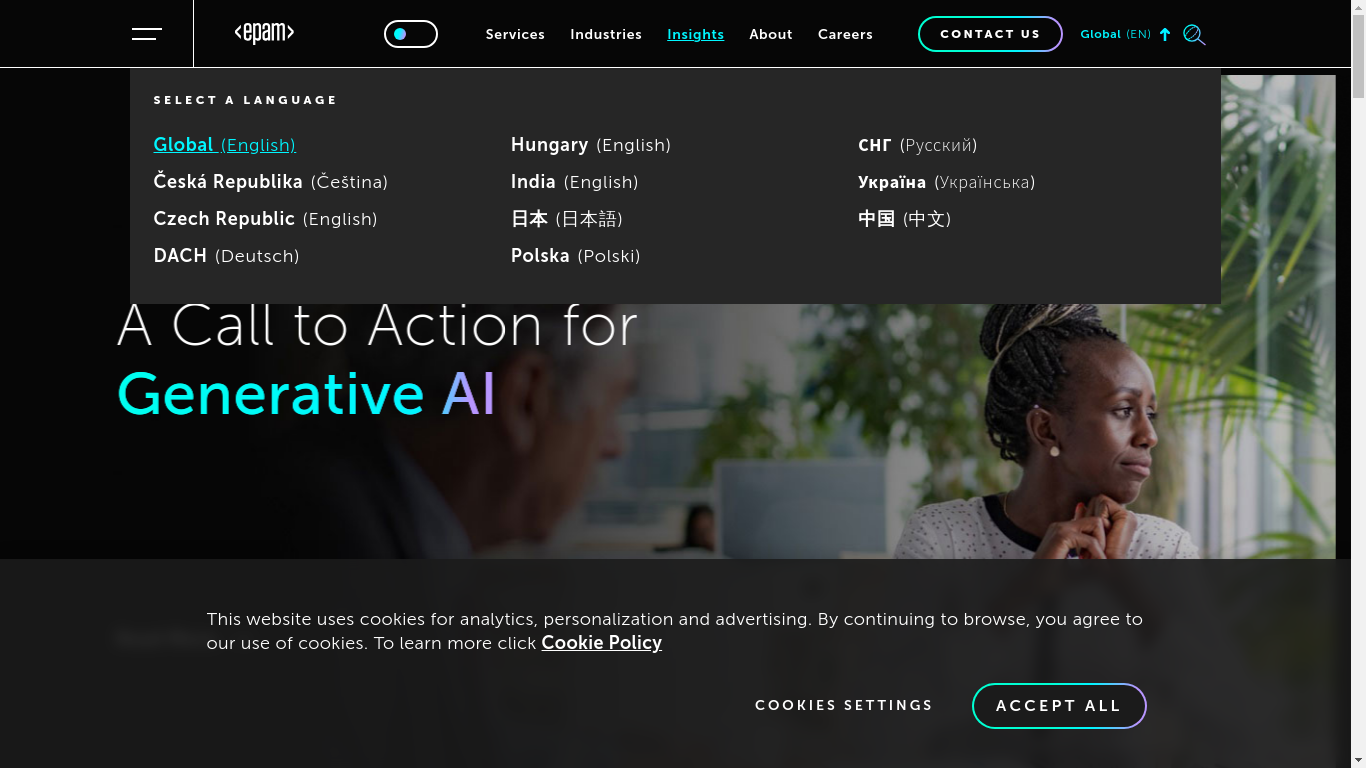 <epam>
Services
Industries
Insights
About
Careers
CONTACT US
Global (EN)
SELECT A LANGUAGE
Global (English)
Česká Republika (Čeština)
Czech Republic (English)
DACH (Deutsch)
Hungary (English)
India (English)
日本 (日本語)
Polska (Polski)
СНГ (Русский)
Україна (Українська)
中国 (中文)
A Call to Action for
Generative AI
This website uses cookies for analytics, personalization and advertising. By continuing to browse, you agree to
our use of cookies. To learn more click Cookie Policy
COOKIES SETTINGS
ACCEPT ALL